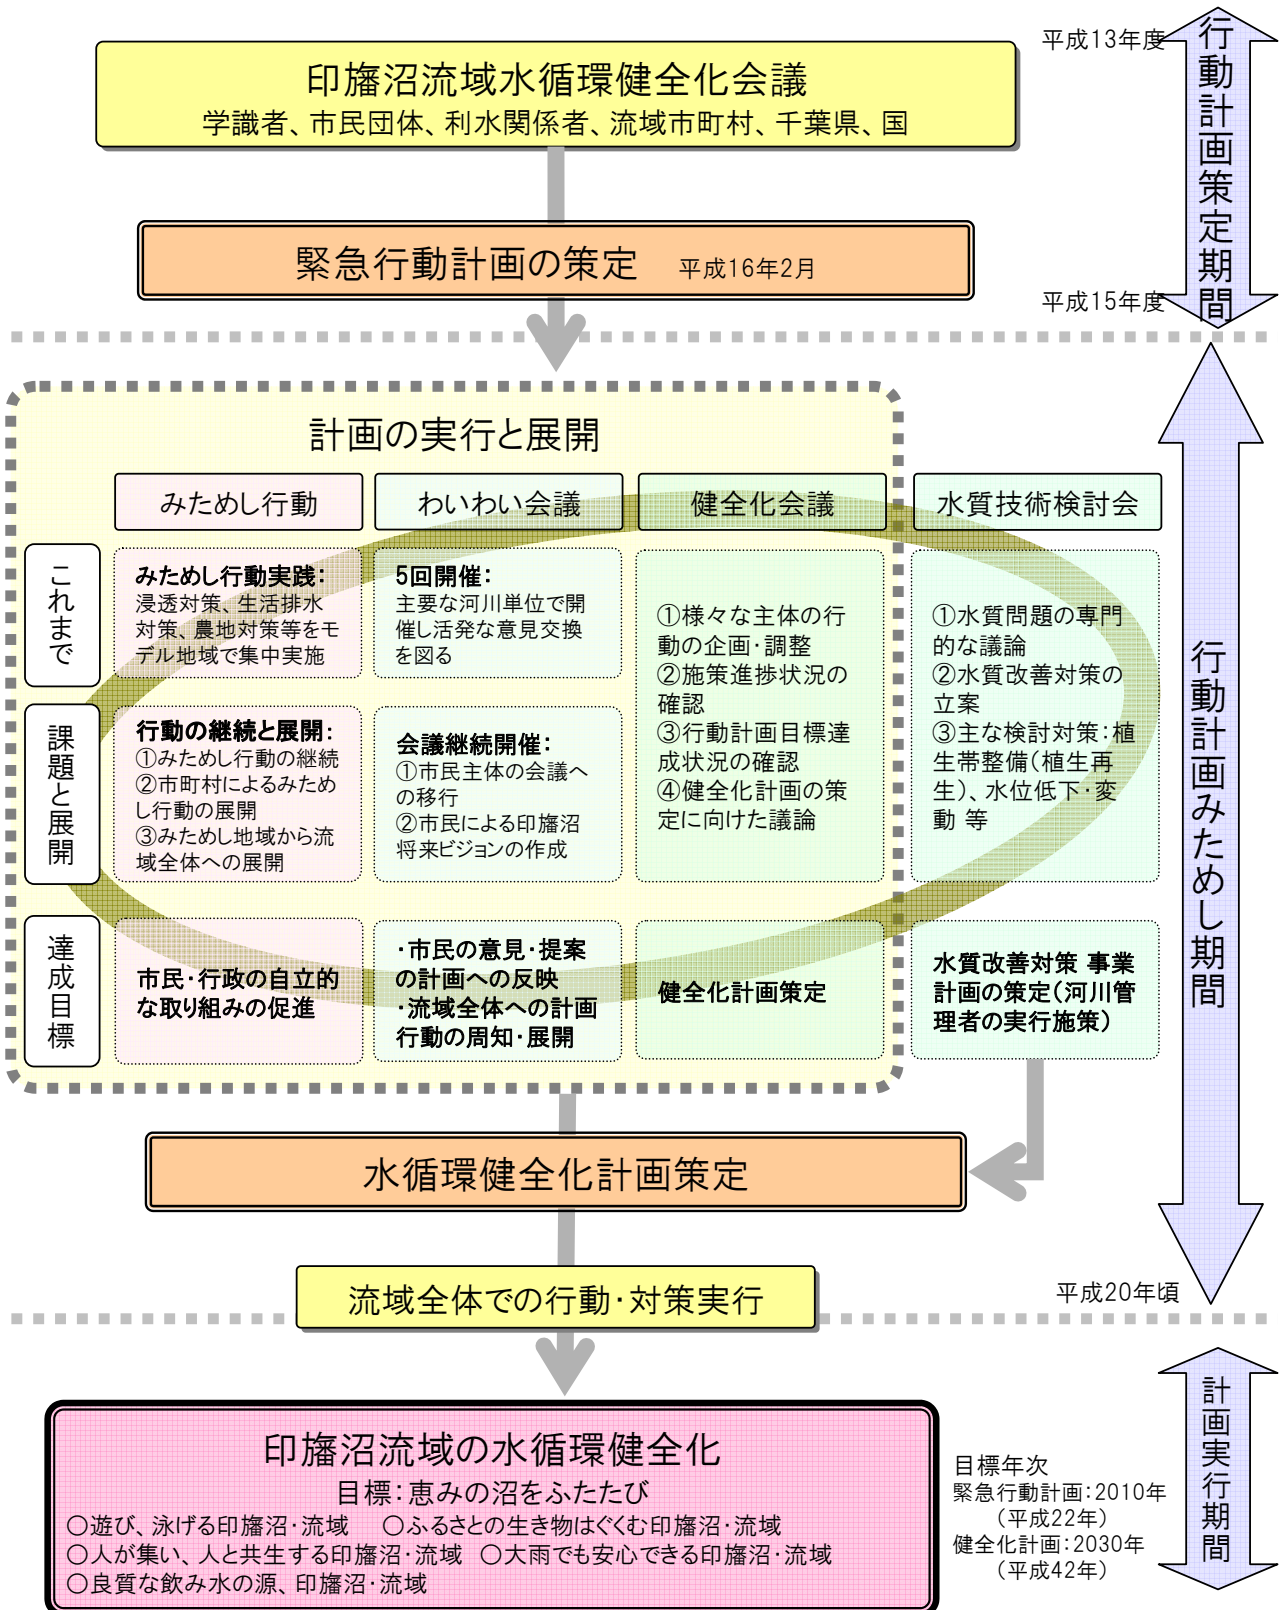 平成13年度
行動計画策定期間
印旛沼流域水循環健全化会議
学識者、市民団体、利水関係者、流域市町村、千葉県、国
緊急行動計画の策定 平成16年2月
平成15年度
計画の実行と展開
みためし行動
わいわい会議
健全化会議
水質技術検討会
これまで
みためし行動実践：
浸透対策、生活排水
対策、農地対策等をモ
デル地域で集中実施
5回開催：
主要な河川単位で開
催し活発な意見交換
を図る
①様々な主体の行
動の企画・調整
②施策進捗状況の
確認
③行動計画目標達
成状況の確認
④健全化計画の策
定に向けた議論
①水質問題の専門
的な議論
②水質改善対策の
立案
③主な検討対策：植
生帯整備（植生再
生）、水位低下・変
動 等
課題と展開
行動の継続と展開：
①みためし行動の継続
②市町村によるみため
し行動の展開
③みためし地域から流
域全体への展開
会議継続開催：
①市民主体の会議へ
の移行
②市民による印旛沼
将来ビジョンの作成
行動計画みためし期間
達成目標
市民・行政の自立的
な取り組みの促進
・市民の意見・提案
の計画への反映
・流域全体への計画
行動の周知・展開
健全化計画策定
水質改善対策 事業
計画の策定（河川管
理者の実行施策）
水循環健全化計画策定
流域全体での行動・対策実行
平成20年頃
計画実行期間
印旛沼流域の水循環健全化
目標：恵みの沼をふたたび
○遊び、泳げる印旛沼・流域 ○ふるさとの生き物はぐくむ印旛沼・流域
○人が集い、人と共生する印旛沼・流域 ○大雨でも安心できる印旛沼・流域
○良質な飲み水の源、印旛沼・流域
目標年次
緊急行動計画：2010年
（平成22年）
健全化計画：2030年
（平成42年）